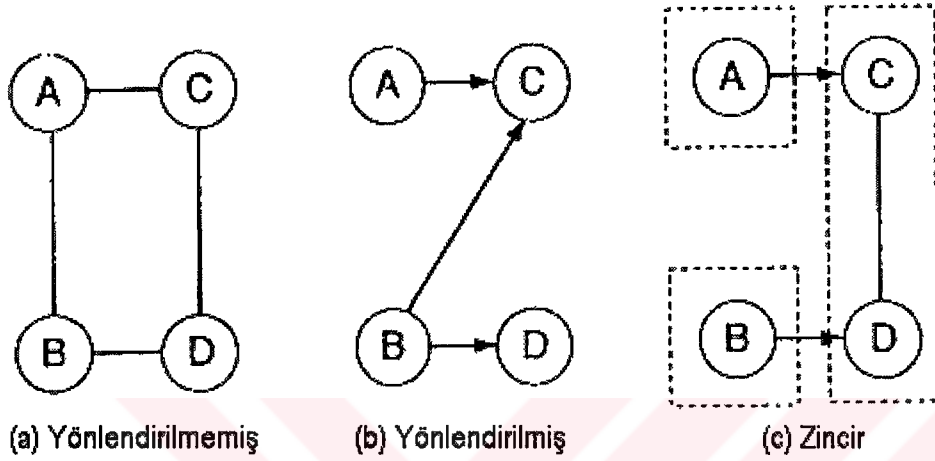 A C A C A C
B D B D B D
(a) Yönlendirilmemiş (b) Yönlendirilmiş (c) Zincir